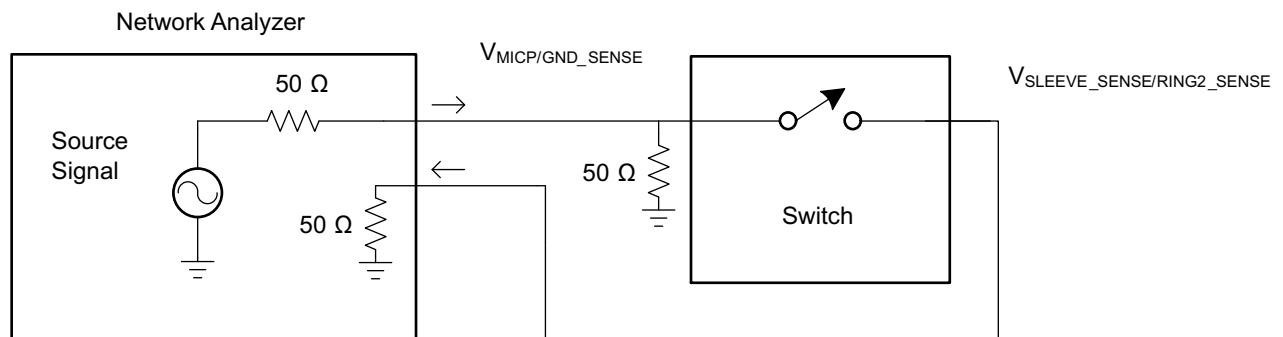 Network Analyzer
V_MICP/GND_SENSE
50 Ω
V_SLEEVE_SENSE/RING2_SENSE
Source
Signal
50 Ω
50 Ω
Switch